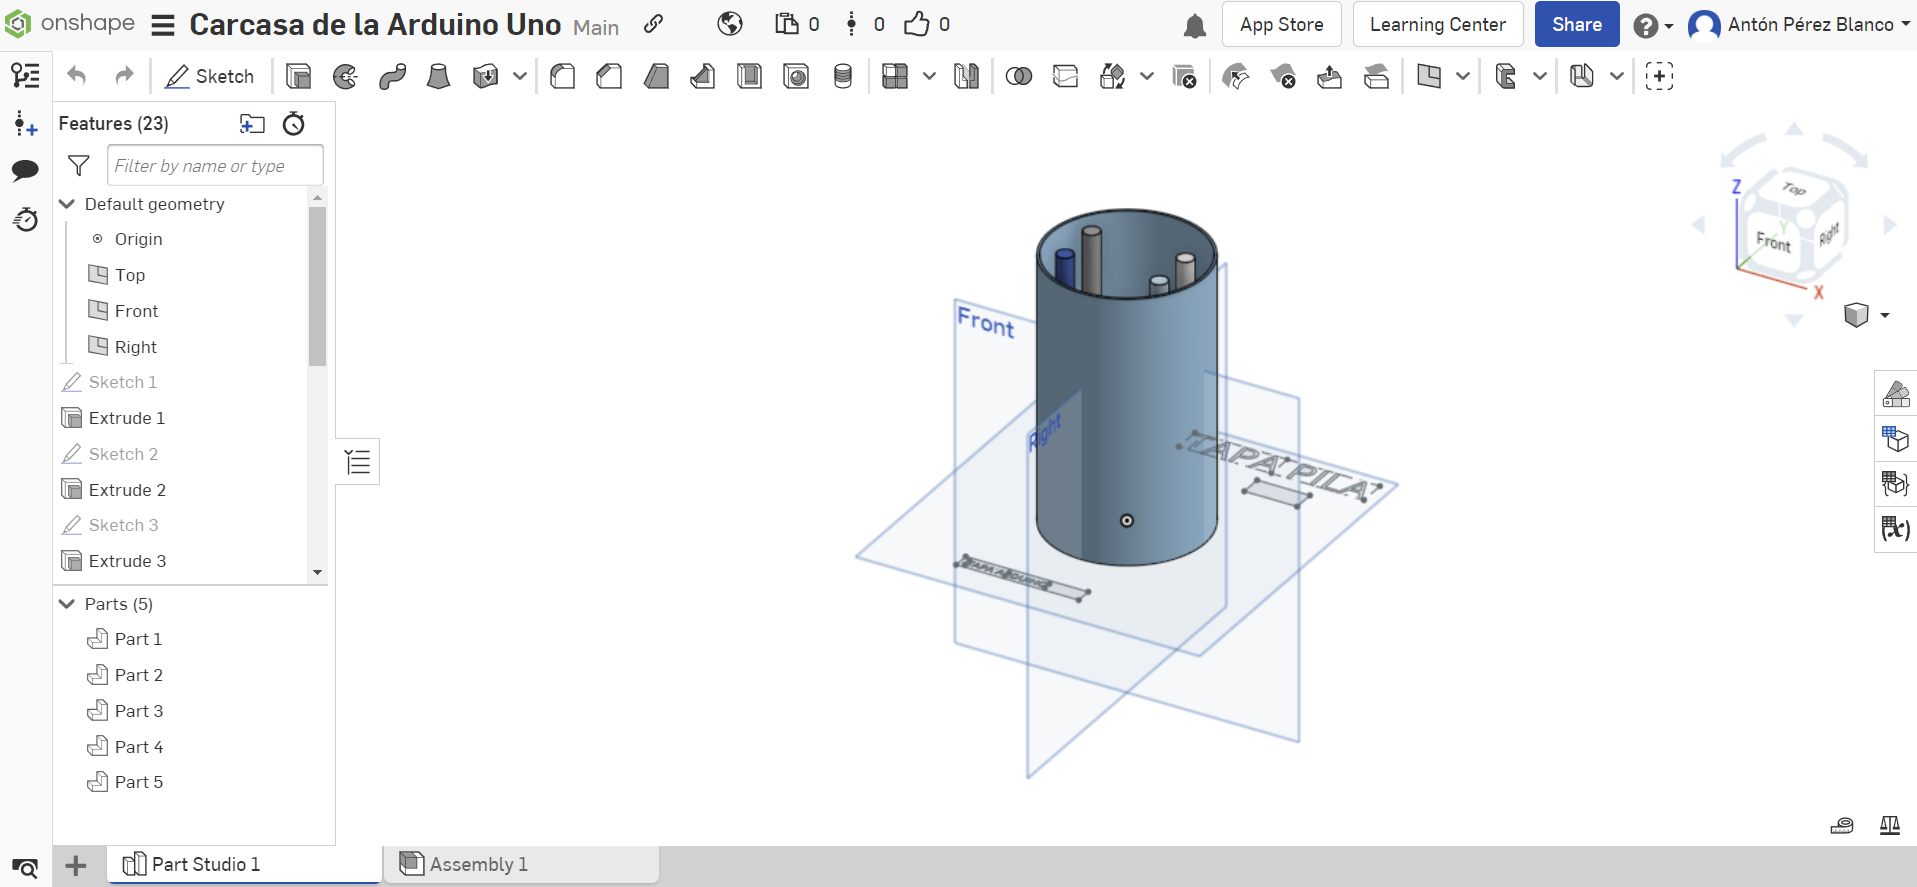 onshape Carcasa de la Arduino Uno Main 0 0 0 App Store Learning Center Share Antón Pérez Blanco
Sketch
Features (23)
Filter by name or type
Default geometry
Origin
Top
Front
Right
Sketch 1
Extrude 1
Sketch 2
Extrude 2
Sketch 3
Extrude 3
Parts (5)
Part 1
Part 2
Part 3
Part 4
Part 5
Front
Right
TAPA PILA
TAPA ARDUINO
Z
Top
Y
Front
Right
X
(x)
Part Studio 1
Assembly 1